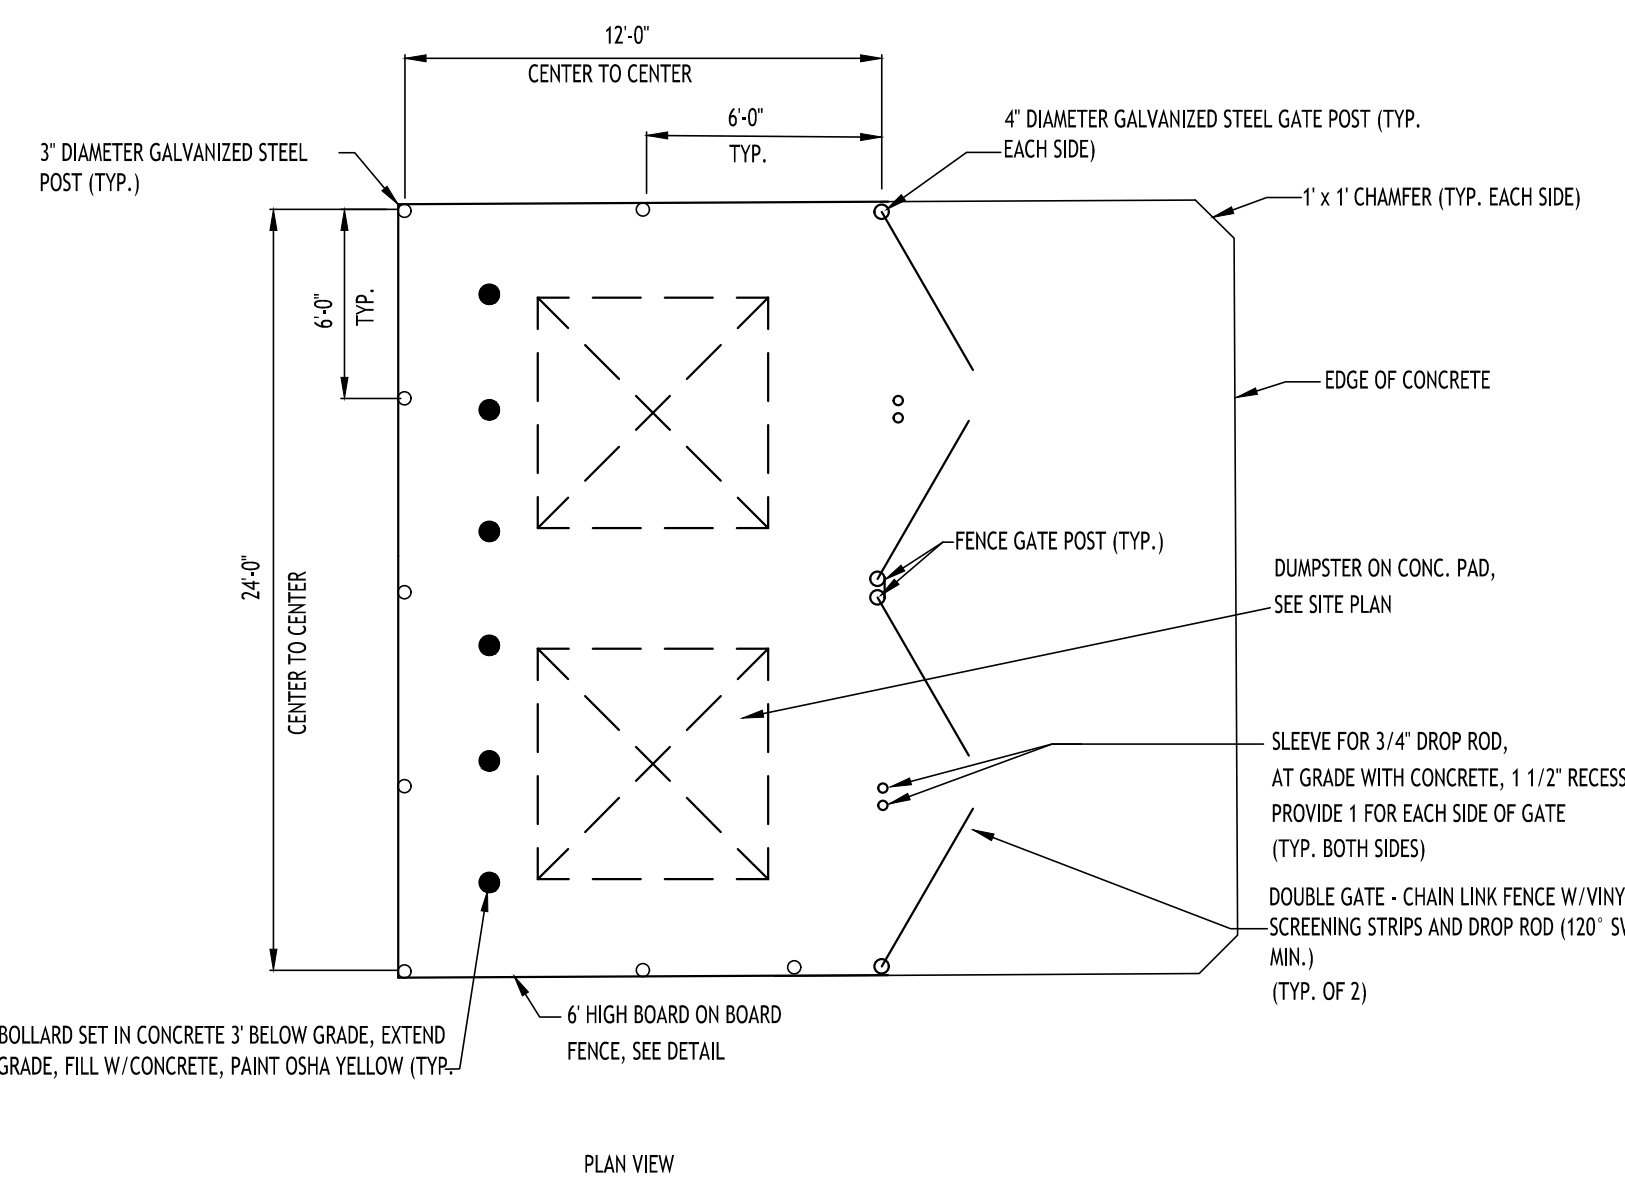 12'-0"
CENTER TO CENTER
6'-0"
TYP.
4" DIAMETER GALVANIZED STEEL GATE POST (TYP.
EACH SIDE)
3" DIAMETER GALVANIZED STEEL
POST (TYP.)
1' x 1' CHAMFER (TYP. EACH SIDE)
6'-0"
TYP.
EDGE OF CONCRETE
24'-0"
CENTER TO CENTER
FENCE GATE POST (TYP.)
DUMPSTER ON CONC. PAD,
SEE SITE PLAN
SLEEVE FOR 3/4" DROP ROD,
AT GRADE WITH CONCRETE, 1 1/2" RECESS
PROVIDE 1 FOR EACH SIDE OF GATE
(TYP. BOTH SIDES)
DOUBLE GATE - CHAIN LINK FENCE W/VINY
SCREENING STRIPS AND DROP ROD (120° SW
MIN.)
(TYP. OF 2)
6' HIGH BOARD ON BOARD
FENCE, SEE DETAIL
BOLLARD SET IN CONCRETE 3' BELOW GRADE, EXTEND
GRADE, FILL W/CONCRETE, PAINT OSHA YELLOW (TYP.
PLAN VIEW